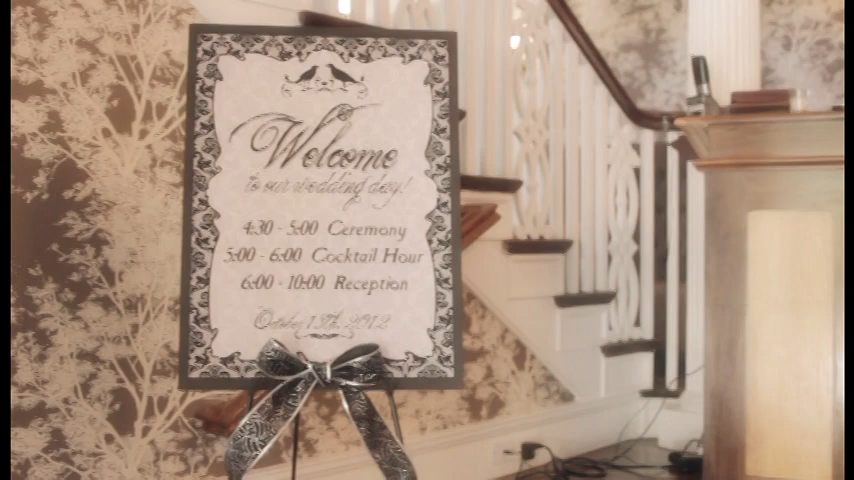 Welcome
to our wedding day!
4:30 - 5:00 Ceremony
5:00 - 6:00 Cocktail Hour
6:00 - 10:00 Reception
October 13th, 2012